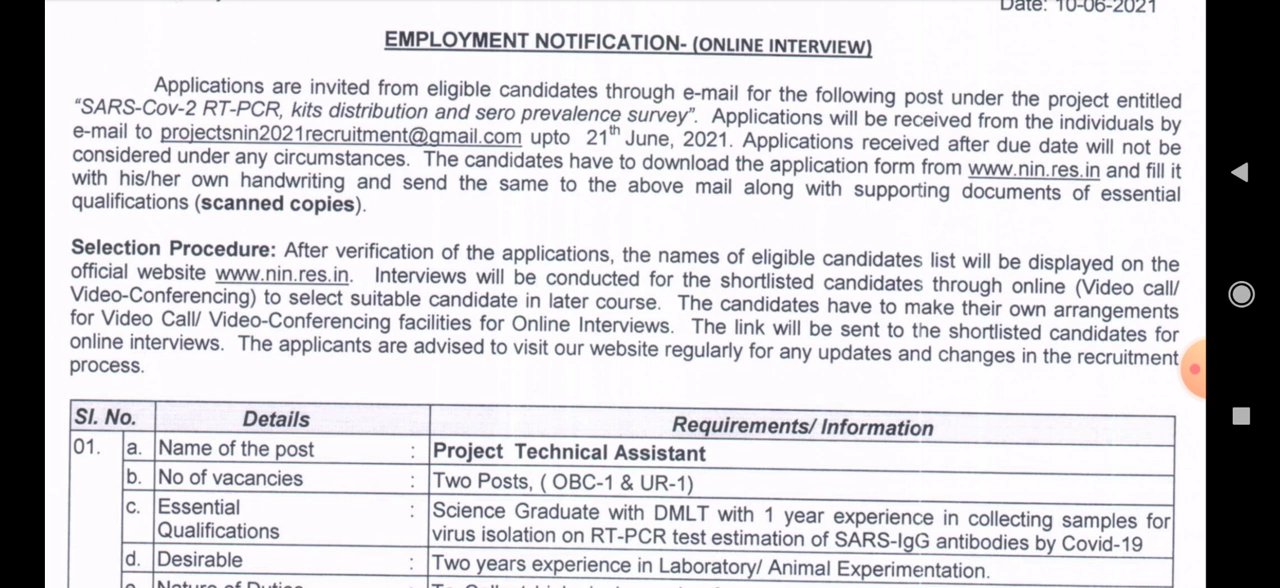 Date: 10-06-2021
EMPLOYMENT NOTIFICATION- (ONLINE INTERVIEW)
Applications are invited from eligible candidates through e-mail for the following post under the project entitled
“SARS-Cov-2 RT-PCR, kits distribution and sero prevalence survey”. Applications will be received from the individuals by
e-mail to projectsnin2021recruitment@gmail.com upto 21th June, 2021. Applications received after due date will not be
considered under any circumstances. The candidates have to download the application form from www.nin.res.in and fill it
with his/her own handwriting and send the same to the above mail along with supporting documents of essential
qualifications (scanned copies).
Selection Procedure: After verification of the applications, the names of eligible candidates list will be displayed on the
official website www.nin.res.in. Interviews will be conducted for the shortlisted candidates through online (Video call/
Video-Conferencing) to select suitable candidate in later course. The candidates have to make their own arrangements
for Video Call/ Video-Conferencing facilities for Online Interviews. The link will be sent to the shortlisted candidates for
online interviews. The applicants are advised to visit our website regularly for any updates and changes in the recruitment
process.
Sl. No. Details Requirements/ Information
01. a. Name of the post : Project Technical Assistant
b. No of vacancies : Two Posts, ( OBC-1 & UR-1)
c. Essential : Science Graduate with DMLT with 1 year experience in collecting samples for
Qualifications virus isolation on RT-PCR test estimation of SARS-IgG antibodies by Covid-19
d. Desirable : Two years experience in Laboratory/ Animal Experimentation.